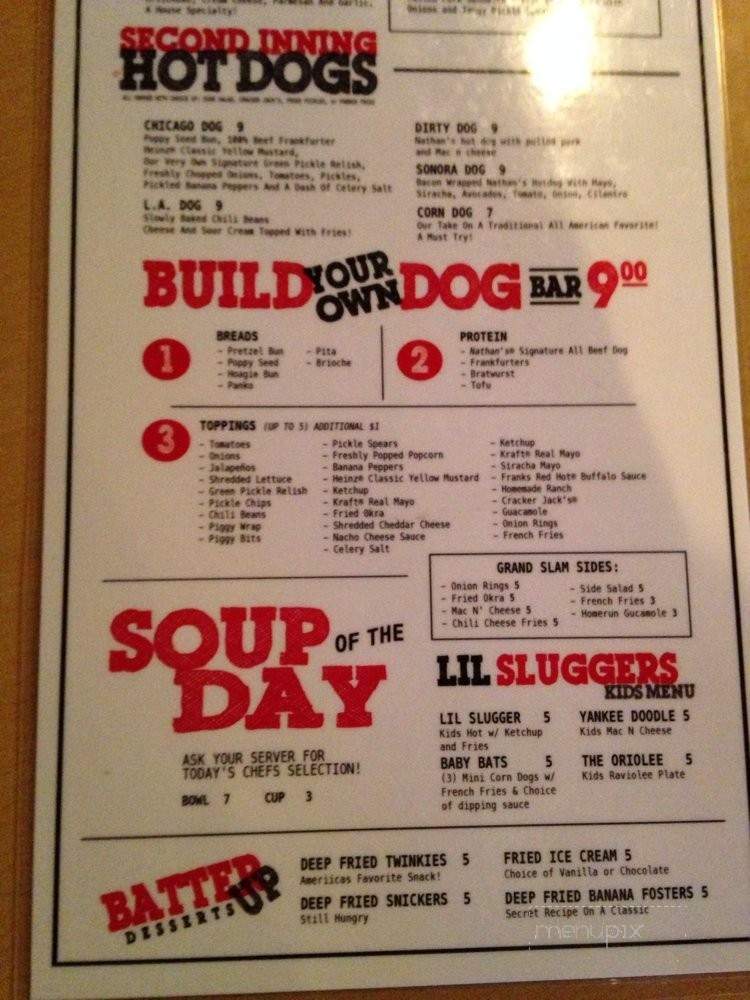 A House Specialty!
Onions and
SECOND INNING
HOT DOGS
CHICAGO DOG 9
Poppy Seed Bun, 100% Beef Frankfurter
Heinz® Classic Yellow Mustard,
Our Very Own Signature Green Pickle Relish,
Freshly Chopped Onions, Tomatoes, Pickles,
Pickled Banana Peppers And A Dash Of Celery Salt
L.A. DOG 9
Slowly Baked Chili Beans
Cheese And Sour Cream Topped With Fries!
DIRTY DOG 9
Nathan's hot dog with pulled pork
and Mac n cheese
SONORA DOG 9
Bacon Wrapped Nathan's Hotdog With Mayo,
Siracha, Avocados, Tomato, Onion, Cilantro
CORN DOG 7
Our Take On A Traditional All American Favorite!
A Must Try!
BUILD YOUR OWN DOG BAR 9.00
1
BREADS
- Pretzel Bun
- Poppy Seed
- Hoagie Bun
- Panko
- Pita
- Brioche
2
PROTEIN
- Nathan's® Signature All Beef Dog
- Frankfurters
- Bratwurst
- Tofu
3
TOPPINGS (UP TO 5) ADDITIONAL $1
- Tomatoes
- Onions
- Jalapeños
- Shredded Lettuce
- Green Pickle Relish
- Pickle Chips
- Chili Beans
- Piggy Wrap
- Piggy Bits
- Pickle Spears
- Freshly Popped Popcorn
- Banana Peppers
- Heinz® Classic Yellow Mustard
- Ketchup
- Kraft® Real Mayo
- Fried Okra
- Shredded Cheddar Cheese
- Nacho Cheese Sauce
- Celery Salt
- Ketchup
- Kraft® Real Mayo
- Siracha Mayo
- Franks Red Hot® Buffalo Sauce
- Homemade Ranch
- Cracker Jack's®
- Guacamole
- Onion Rings
- French Fries
GRAND SLAM SIDES:
- Onion Rings 5
- Fried Okra 5
- Mac N' Cheese 5
- Chili Cheese Fries 5
- Side Salad 5
- French Fries 3
- Homerun Gucamole 3
SOUP OF THE
DAY
ASK YOUR SERVER FOR
TODAY'S CHEFS SELECTION!
BOWL 7 CUP 3
LIL SLUGGERS
KIDS MENU
LIL SLUGGER 5
Kids Hot w/ Ketchup
and Fries
BABY BATS 5
(3) Mini Corn Dogs w/
French Fries & Choice
of dipping sauce
YANKEE DOODLE 5
Kids Mac N Cheese
THE ORIOLEE 5
Kids Raviolee Plate
BATTER UP
DESSERTS
DEEP FRIED TWINKIES 5
Ameriicas Favorite Snack!
DEEP FRIED SNICKERS 5
Still Hungry
FRIED ICE CREAM 5
Choice of Vanilla or Chocolate
DEEP FRIED BANANA FOSTERS 5
Secret Recipe On A Classic
menupix